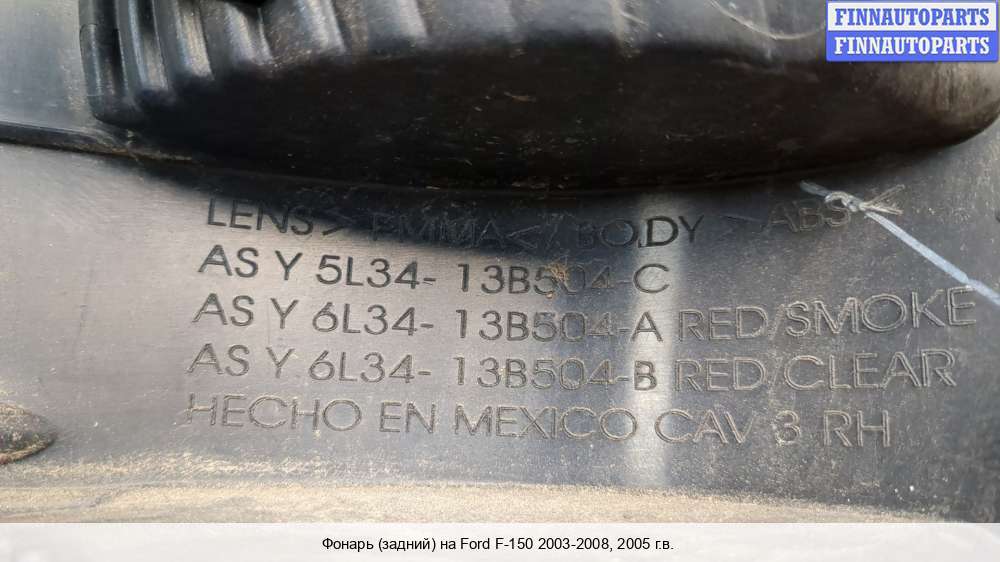 FINNAUTOPARTS
FINNAUTOPARTS
LENS > PMMA < / BODY > ABS <
AS Y 5L34- 13B504-C
AS Y 6L34- 13B504-A RED/SMOKE
AS Y 6L34- 13B504-B RED/CLEAR
HECHO EN MEXICO CAV 3 RH
Фонарь (задний) на Ford F-150 2003-2008, 2005 г.в.